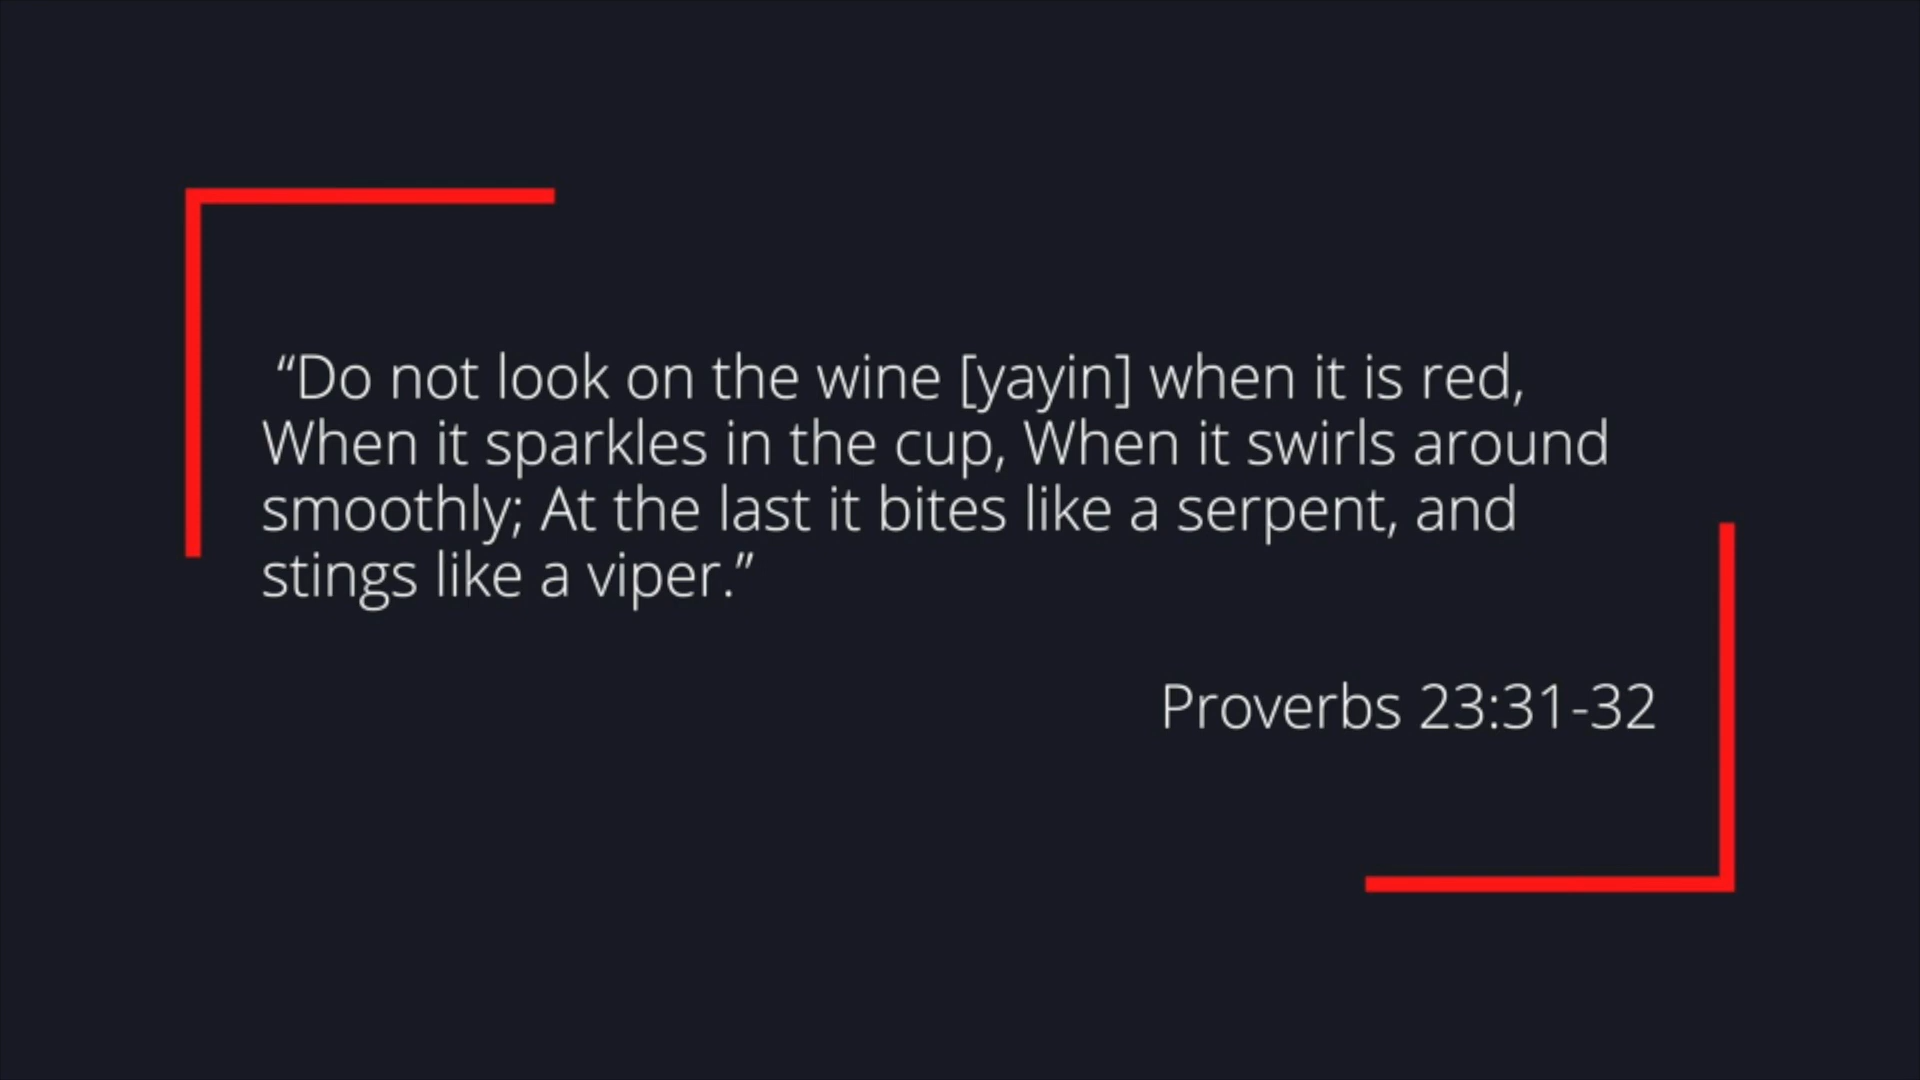 “Do not look on the wine [yayin] when it is red,
When it sparkles in the cup, When it swirls around
smoothly; At the last it bites like a serpent, and
stings like a viper.”
Proverbs 23:31-32